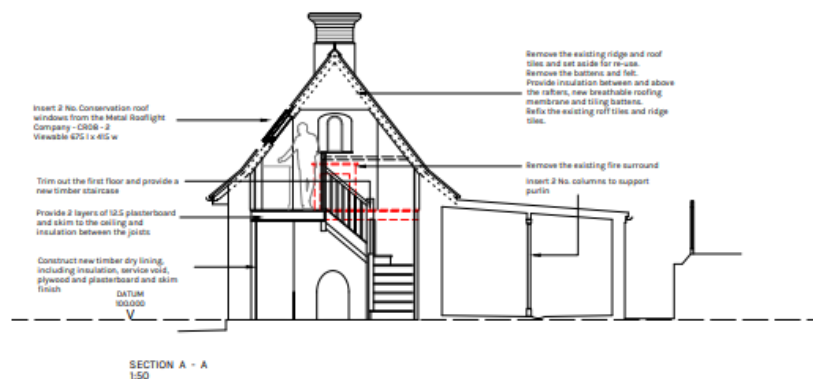 Insert 2 No. Conservation roof
windows from the Metal Rooflight
Company - CR08 - 2
Viewable 675 l x 415 w
Trim out the first floor and provide a
new timber staircase
Provide 2 layers of 12.5 plasterboard
and skim to the ceiling and
insulation between the joists
Construct new timber dry lining,
including insulation, service void,
plywood and plasterboard and skim
finish
DATUM
100.000
Remove the existing ridge and roof
tiles and set aside for re-use.
Remove the battens and felt.
Provide insulation between and above
the rafters, new breathable roofing
membrane and tiling battens.
Refix the existing roff tiles and ridge
tiles.
Remove the existing fire surround
Insert 2 No. columns to support
purlin
SECTION A - A
1:50